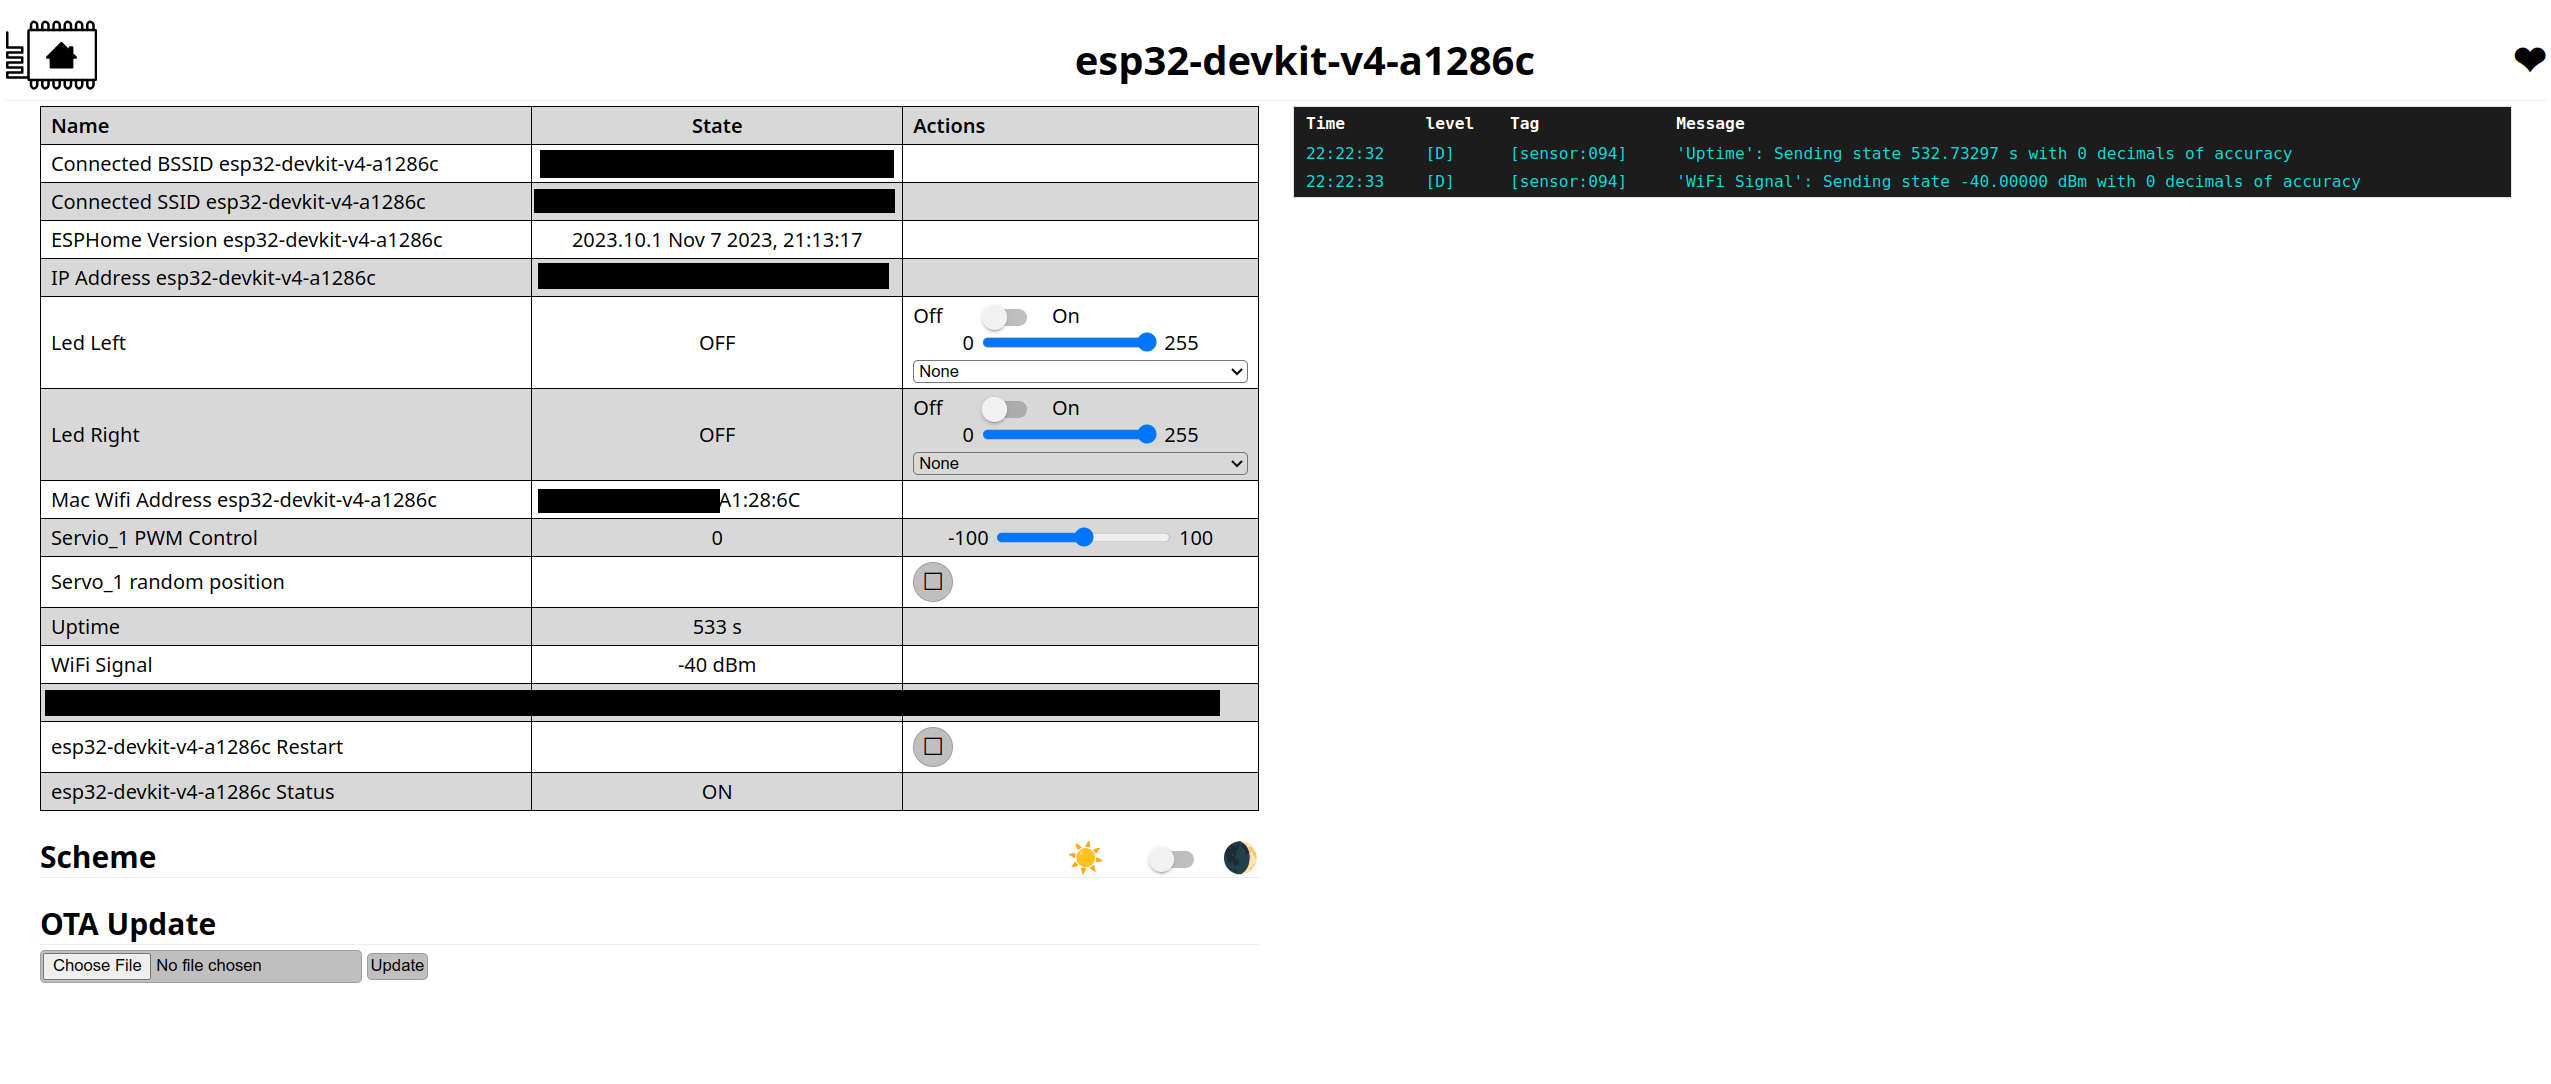 esp32-devkit-v4-a1286c
Name State Actions
Connected BSSID esp32-devkit-v4-a1286c
Connected SSID esp32-devkit-v4-a1286c
ESPHome Version esp32-devkit-v4-a1286c 2023.10.1 Nov 7 2023, 21:13:17
IP Address esp32-devkit-v4-a1286c
Led Left OFF Off On
0 255
None
Led Right OFF Off On
0 255
None
Mac Wifi Address esp32-devkit-v4-a1286c A1:28:6C
Servio_1 PWM Control 0 -100 100
Servo_1 random position ☐
Uptime 533 s
WiFi Signal -40 dBm
esp32-devkit-v4-a1286c Restart ☐
esp32-devkit-v4-a1286c Status ON
Scheme
OTA Update
Choose File No file chosen Update
Time level Tag Message
22:22:32 [D] [sensor:094] 'Uptime': Sending state 532.73297 s with 0 decimals of accuracy
22:22:33 [D] [sensor:094] 'WiFi Signal': Sending state -40.00000 dBm with 0 decimals of accuracy